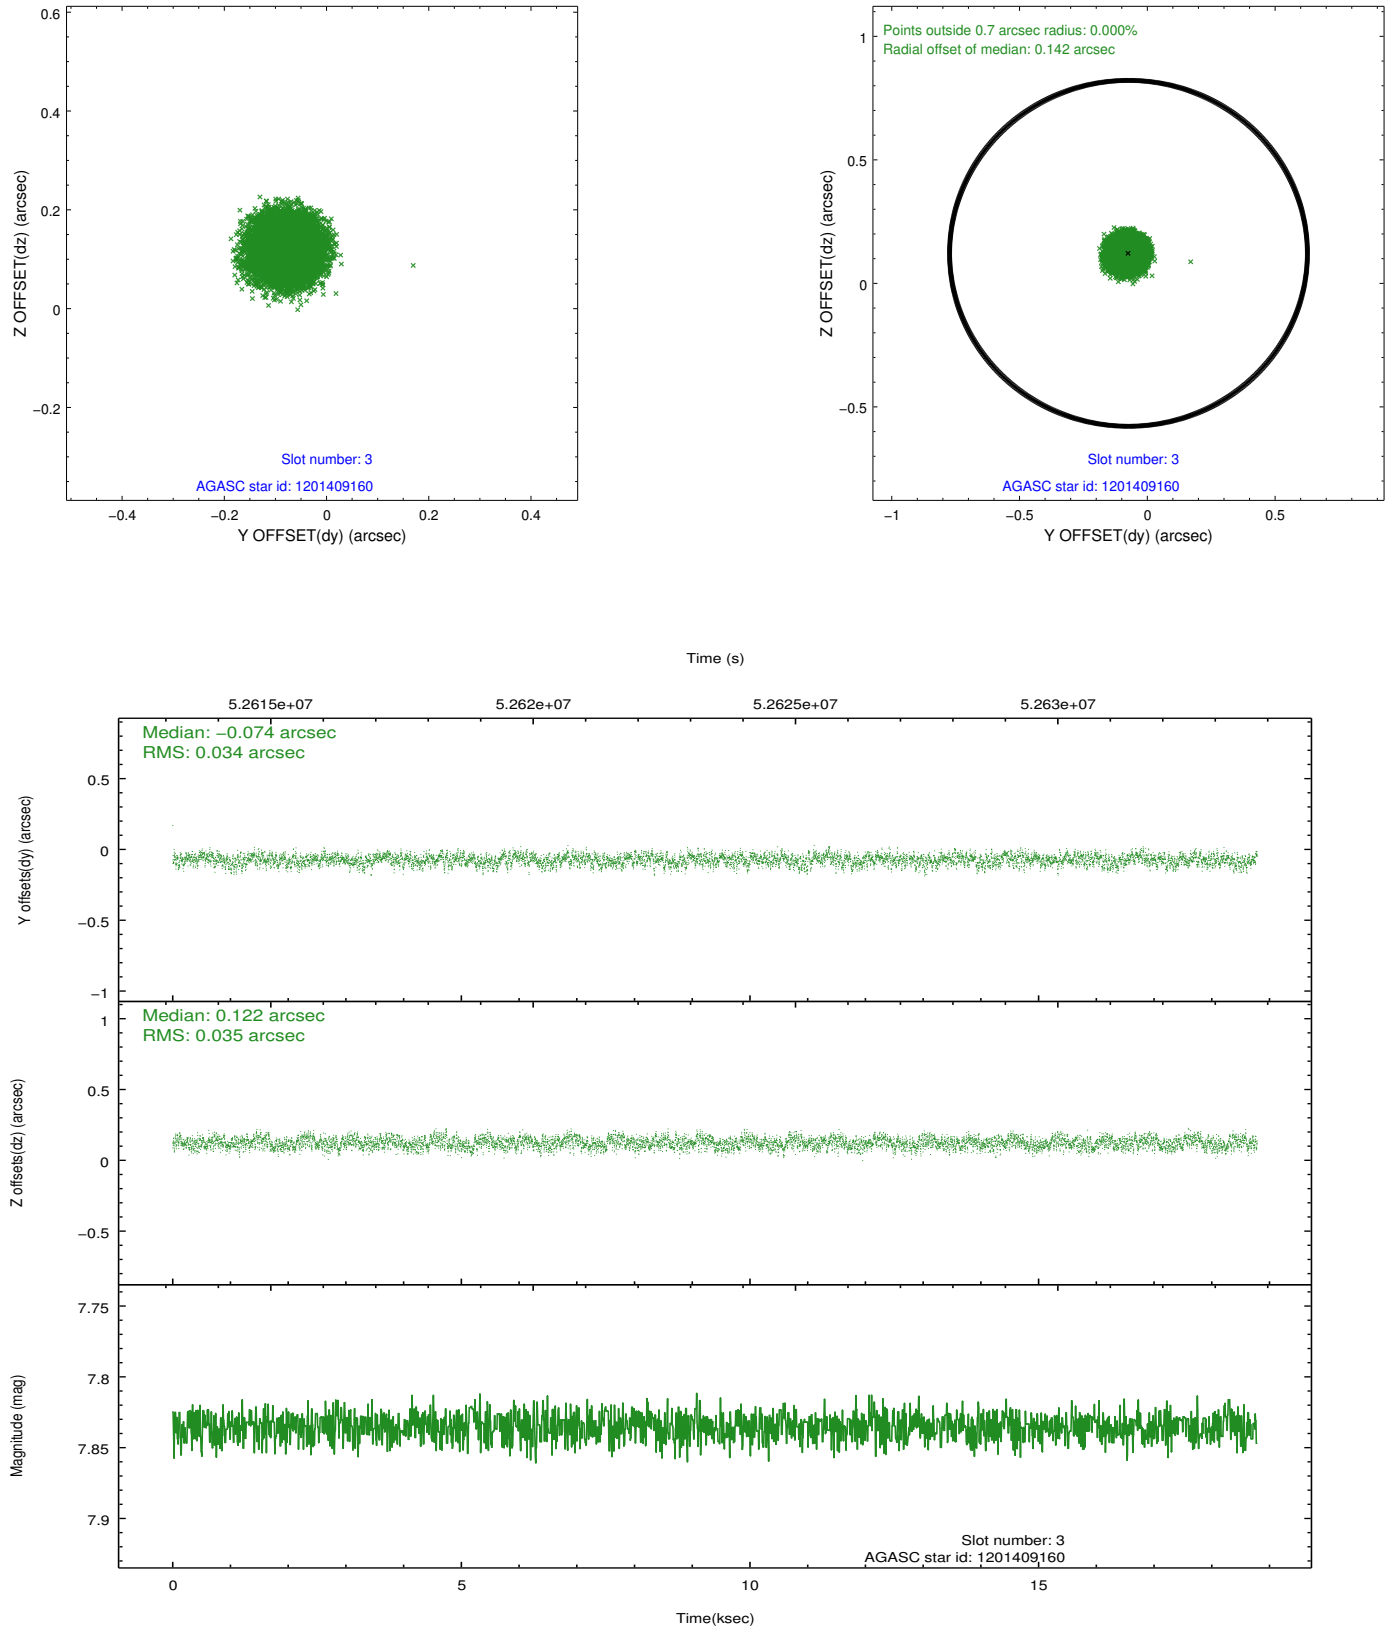 0.6
0.4
0.2
0
−0.2
Z OFFSET(dz) (arcsec)
Slot number: 3
AGASC star id: 1201409160
−0.4 −0.2 0 0.2 0.4
Y OFFSET(dy) (arcsec)
Points outside 0.7 arcsec radius: 0.000%
Radial offset of median: 0.142 arcsec
1
0.5
0
−0.5
Z OFFSET(dz) (arcsec)
Slot number: 3
AGASC star id: 1201409160
−1 −0.5 0 0.5
Y OFFSET(dy) (arcsec)
Time (s)
5.2615e+07 5.262e+07 5.2625e+07 5.263e+07
Median: −0.074 arcsec
RMS: 0.034 arcsec
0.5
0
−0.5
−1
Y offsets(dy) (arcsec)
Median: 0.122 arcsec
RMS: 0.035 arcsec
1
0.5
0
−0.5
Z offsets(dz) (arcsec)
7.75
7.8
7.85
7.9
Magnitude (mag)
Slot number: 3
AGASC star id: 1201409160
0 5 10 15
Time(ksec)